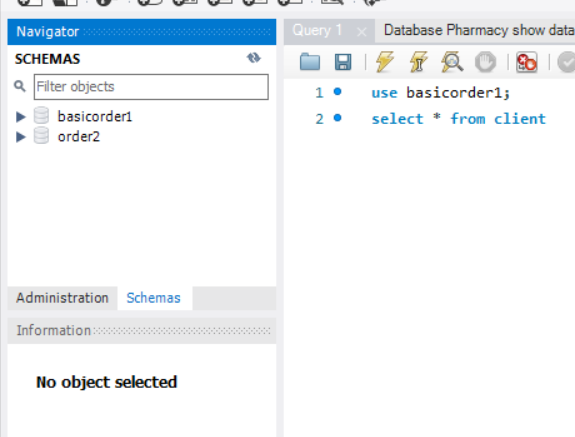 Navigator
SCHEMAS
Filter objects
basicorder1
order2
Administration Schemas
Information
No object selected
Query 1 × Database Pharmacy show data
1 use basicorder1;
2 select * from client